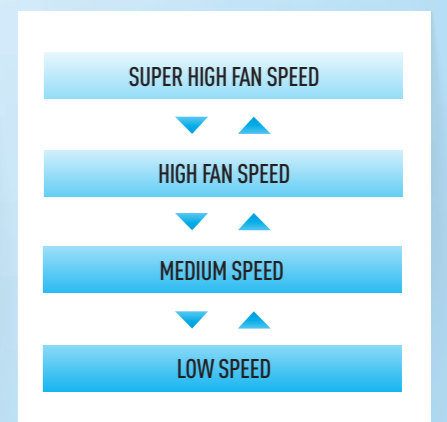 SUPER HIGH FAN SPEED
HIGH FAN SPEED
MEDIUM SPEED
LOW SPEED